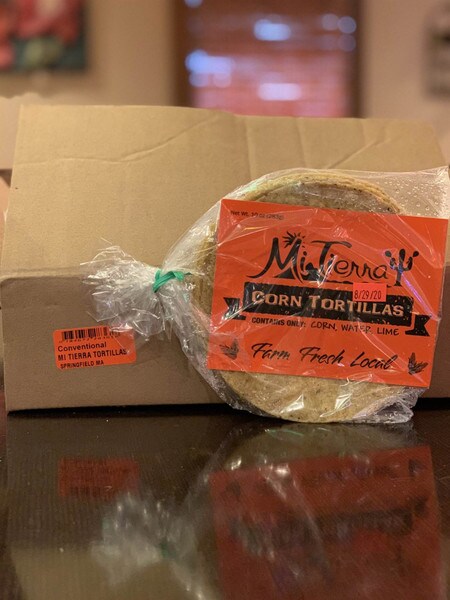 Mi Tierra
8/29/20
CORN TORTILLAS
CONTAINS ONLY: CORN, WATER, LIME
Farm Fresh Local
Conventional
MI TIERRA TORTILLAS
SPRINGFIELD MA